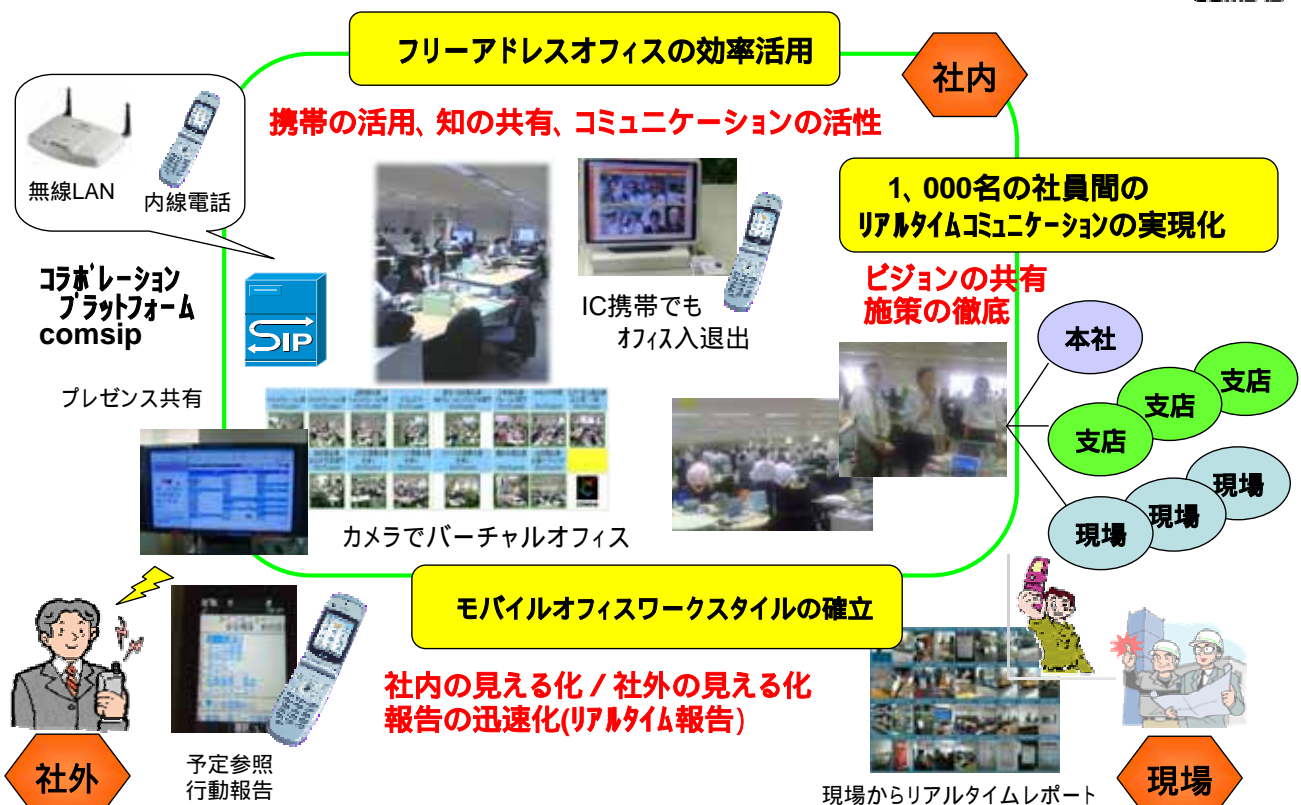 フリーアドレスオフィスの効率活用
社内
携帯の活用、知の共有、コミュニケーションの活性
無線LAN
内線電話
1、000名の社員間の
リアルタイムコミュニケーションの実現化
コラボレーション
プラットフォーム
comsip
SIP
IC携帯でも
オフィス入退出
ビジョンの共有
施策の徹底
本社
支店
支店
支店
現場
現場
現場
プレゼンス共有
カメラでバーチャルオフィス
モバイルオフィスワークスタイルの確立
社内の見える化 / 社外の見える化
報告の迅速化(リアルタイム報告)
社外
予定参照
行動報告
現場からリアルタイムレポート
現場